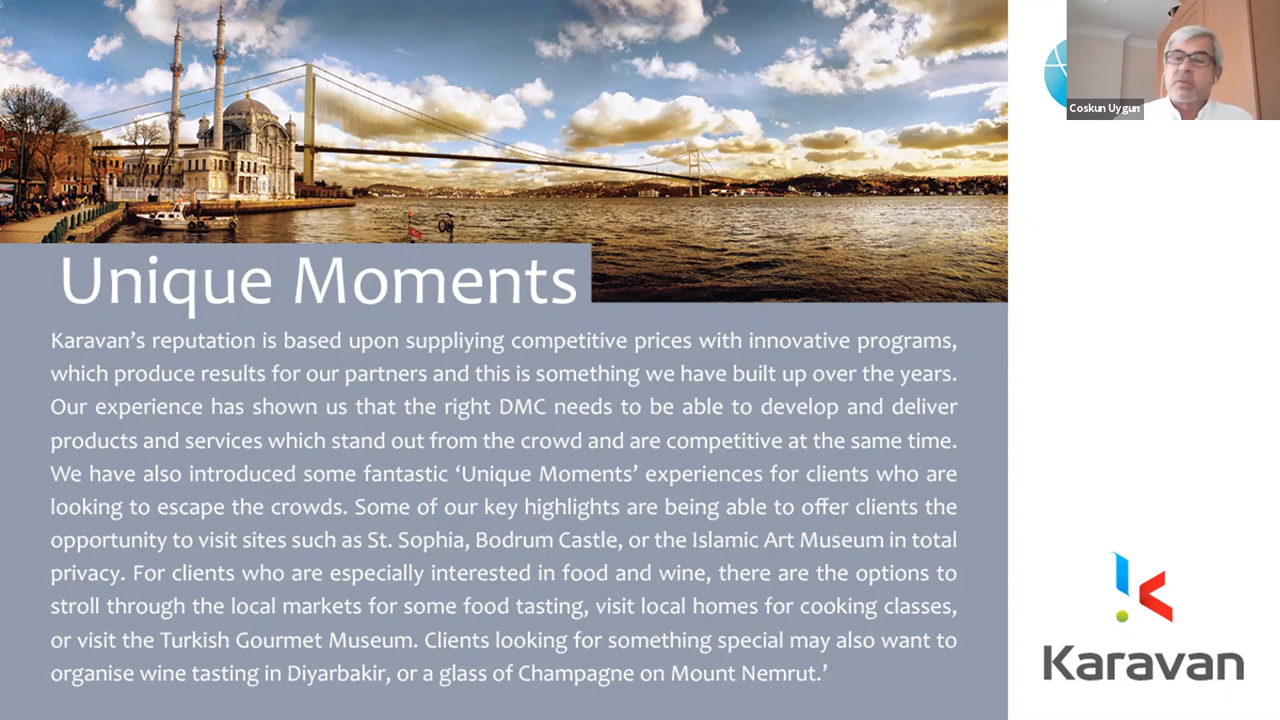 Coskun Uygun
Unique Moments
Karavan’s reputation is based upon suppliying competitive prices with innovative programs,
which produce results for our partners and this is something we have built up over the years.
Our experience has shown us that the right DMC needs to be able to develop and deliver
products and services which stand out from the crowd and are competitive at the same time.
We have also introduced some fantastic ‘Unique Moments’ experiences for clients who are
looking to escape the crowds. Some of our key highlights are being able to offer clients the
opportunity to visit sites such as St. Sophia, Bodrum Castle, or the Islamic Art Museum in total
privacy. For clients who are especially interested in food and wine, there are the options to
stroll through the local markets for some food tasting, visit local homes for cooking classes,
or visit the Turkish Gourmet Museum. Clients looking for something special may also want to
organise wine tasting in Diyarbakir, or a glass of Champagne on Mount Nemrut.’
Karavan